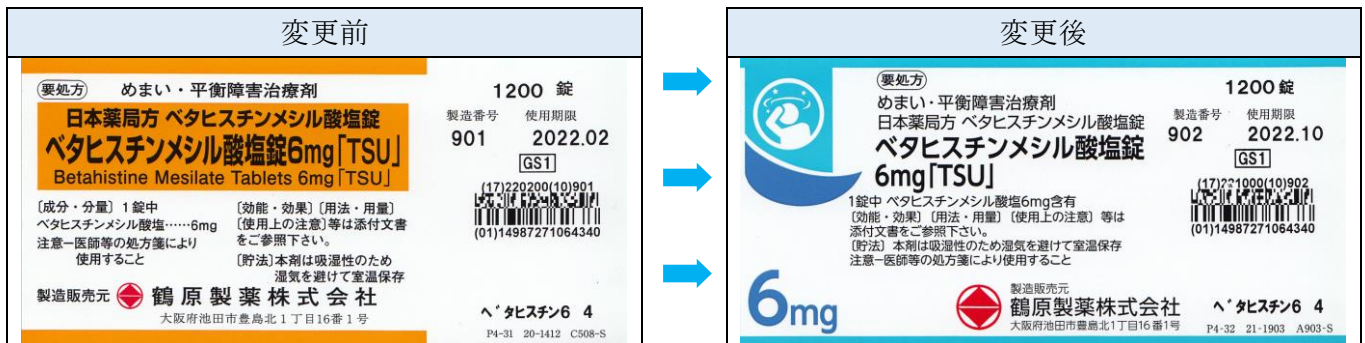 変更前
要処方 めまい・平衡障害治療剤
日本薬局方 ベタヒスチンメシル酸塩錠
ベタヒスチンメシル酸塩錠6mg「TSU」
Betahistine Mesilate Tablets 6mg「TSU」
〔成分・分量〕1錠中
ベタヒスチンメシル酸塩……6mg
注意−医師等の処方箋により
使用すること
〔効能・効果〕〔用法・用量〕
〔使用上の注意〕等は添付文書
をご参照下さい。
〔貯法〕本剤は吸湿性のため
湿気を避けて室温保存
製造販売元 鶴原製薬株式会社
大阪府池田市豊島北1丁目16番1号
1200 錠
製造番号 使用期限
901 2022.02
GS1
(17)220200(10)901
(01)14987271064340
ベタヒスチン6 4
P4-31 20-1412 C508-S
変更後
要処方
めまい・平衡障害治療剤
日本薬局方 ベタヒスチンメシル酸塩錠
ベタヒスチンメシル酸塩錠
6mg「TSU」
1錠中 ベタヒスチンメシル酸塩6mg含有
〔効能・効果〕〔用法・用量〕〔使用上の注意〕等は
添付文書をご参照下さい。
〔貯法〕本剤は吸湿性のため湿気を避けて室温保存
注意−医師等の処方箋により使用すること
6mg
製造販売元
鶴原製薬株式会社
大阪府池田市豊島北1丁目16番1号
1200錠
製造番号 使用期限
902 2022.10
GS1
(17)221000(10)902
(01)14987271064340
ベタヒスチン6 4
P4-32 21-1903 A903-S